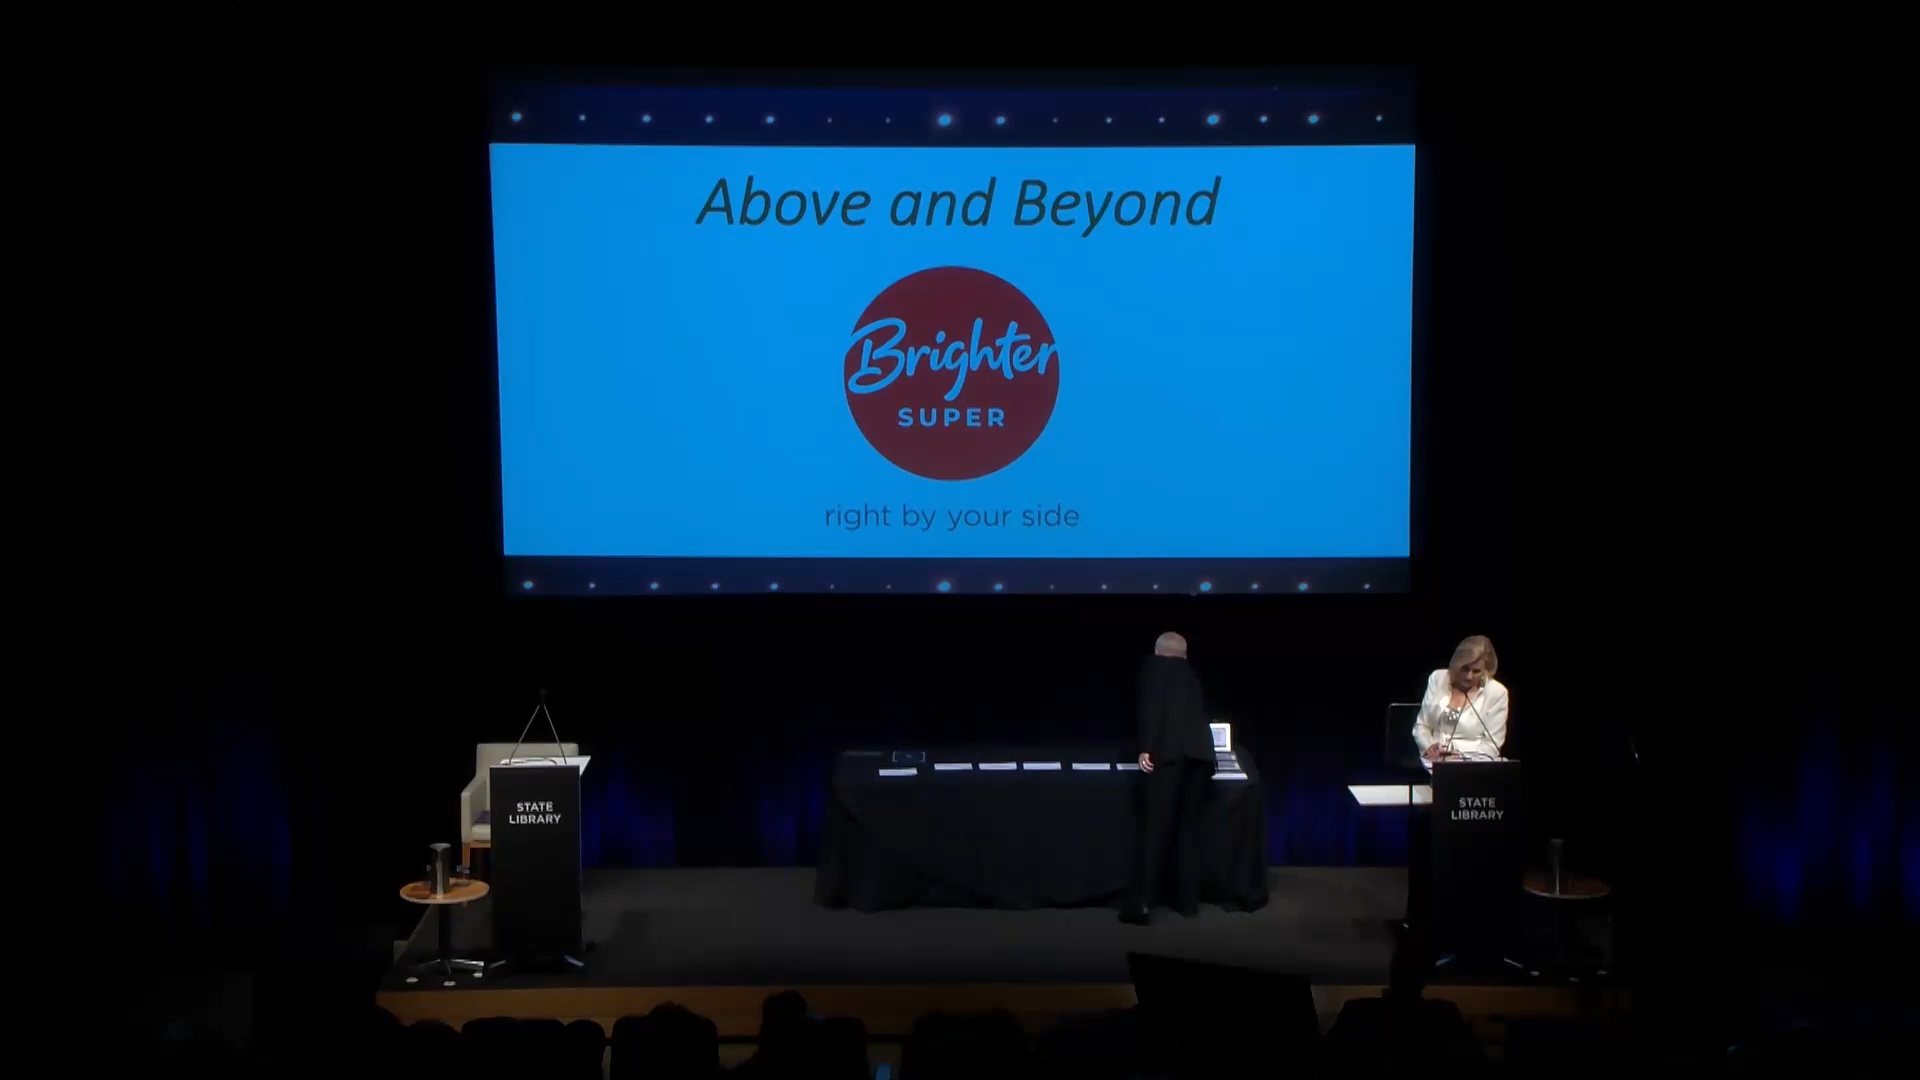 Above and Beyond
Brighter
SUPER
right by your side
STATE
LIBRARY
STATE
LIBRARY